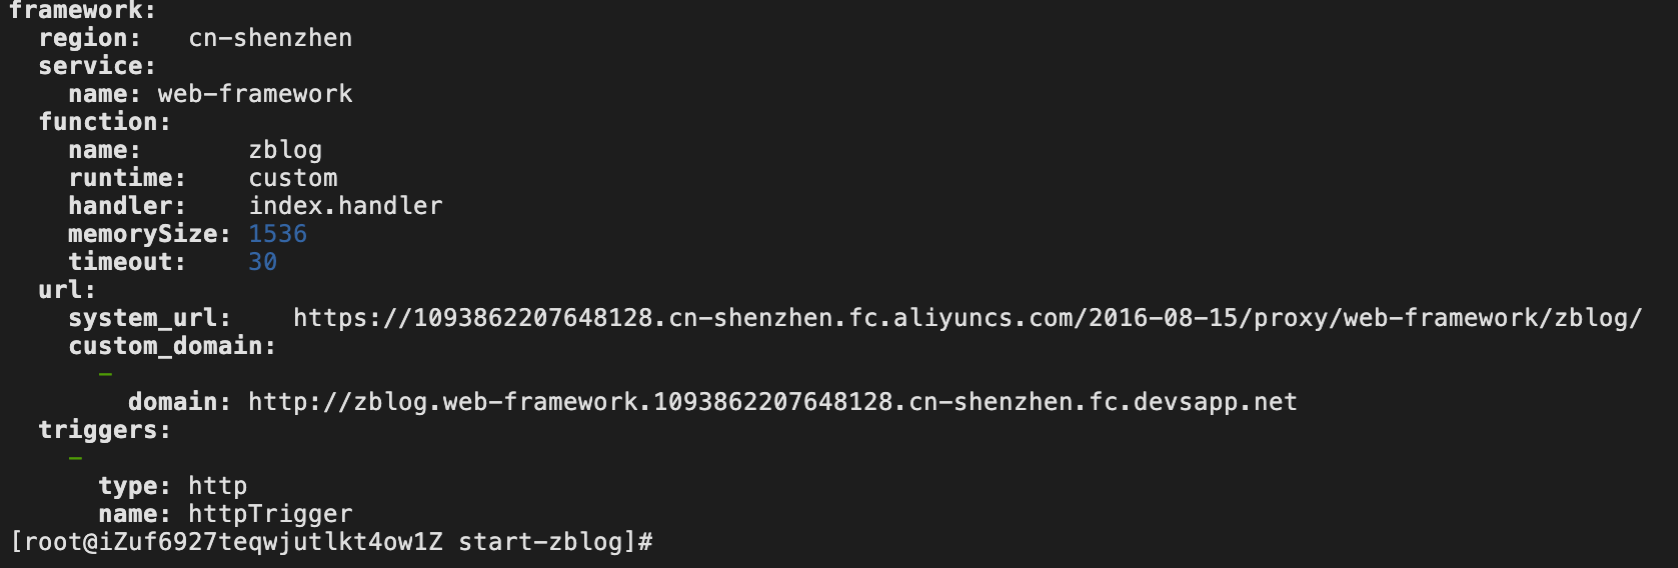 framework:
region: cn-shenzhen
service:
name: web-framework
function:
name: zblog
runtime: custom
handler: index.handler
memorySize: 1536
timeout: 30
url:
system_url: https://1093862207648128.cn-shenzhen.fc.aliyuncs.com/2016-08-15/proxy/web-framework/zblog/
custom_domain:
-
domain: http://zblog.web-framework.1093862207648128.cn-shenzhen.fc.devsapp.net
triggers:
-
type: http
name: httpTrigger
[root@iZuf6927teqwjutlkt4ow1Z start-zblog]#